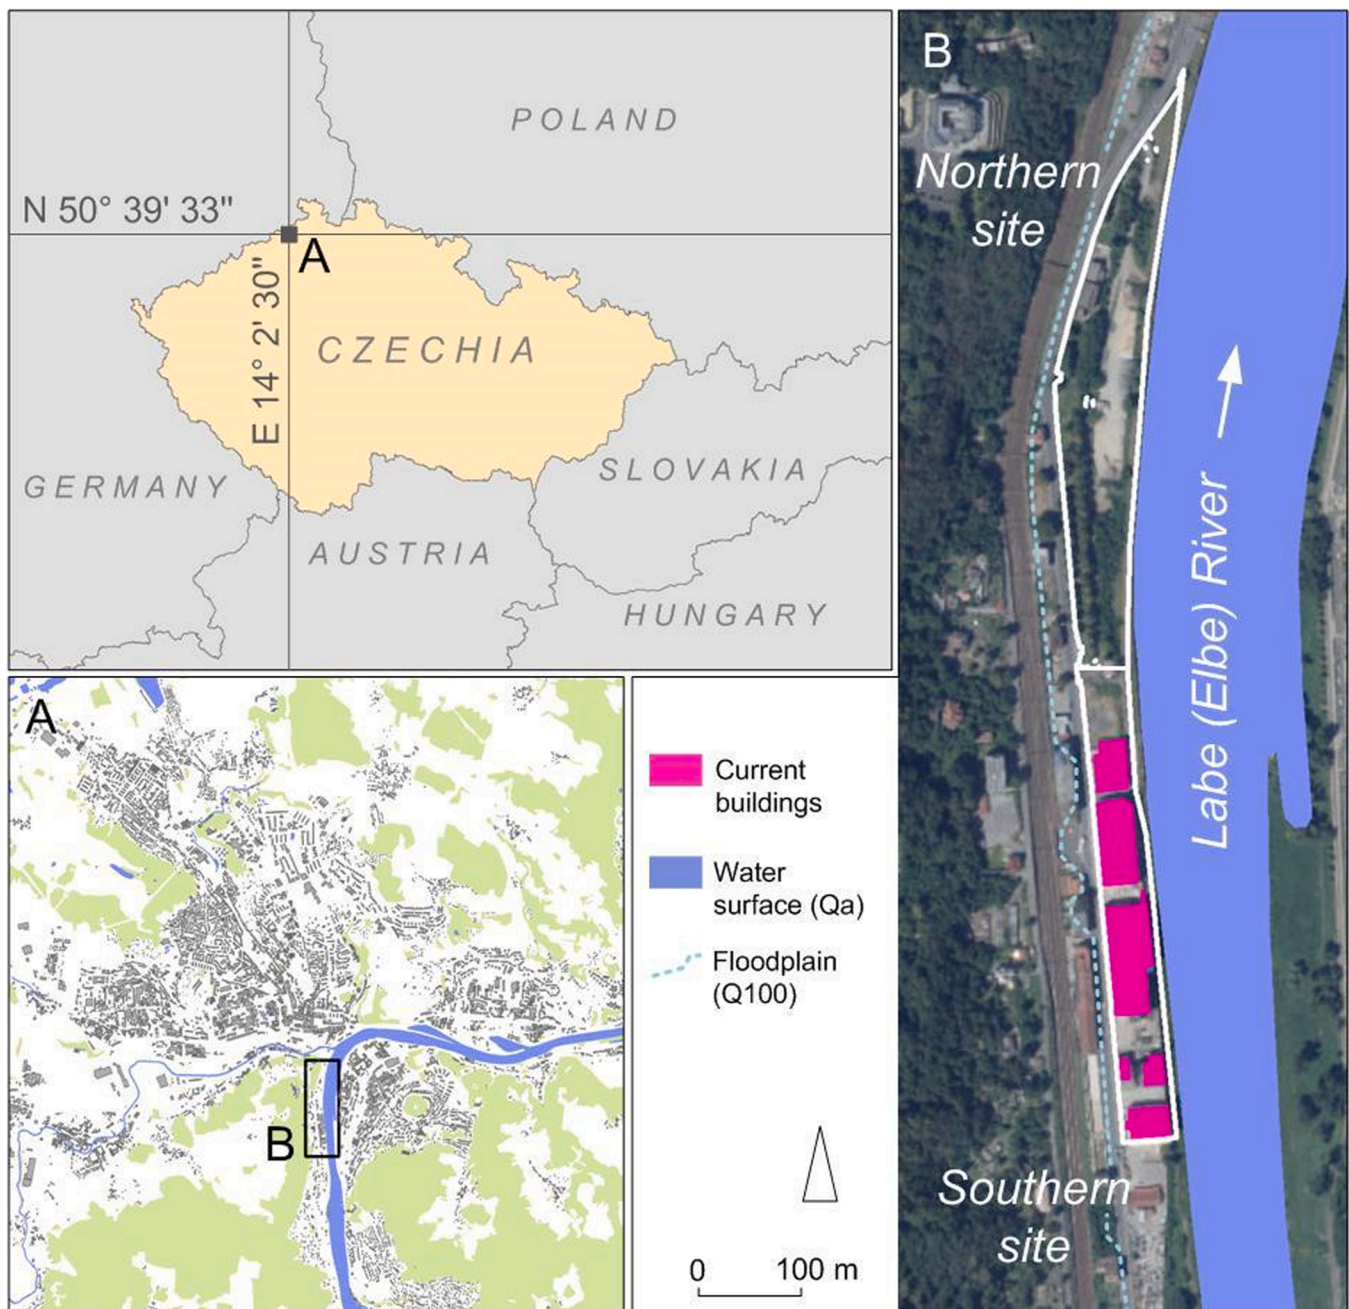 POLAND
N 50° 39' 33"
A
E 14° 2' 30"
CZECHIA
GERMANY
SLOVAKIA
AUSTRIA
HUNGARY
A
B
Current
buildings
Water
surface (Qa)
Floodplain
(Q100)
0 100 m
B
Northern
site
Labe (Elbe) River
Southern
site